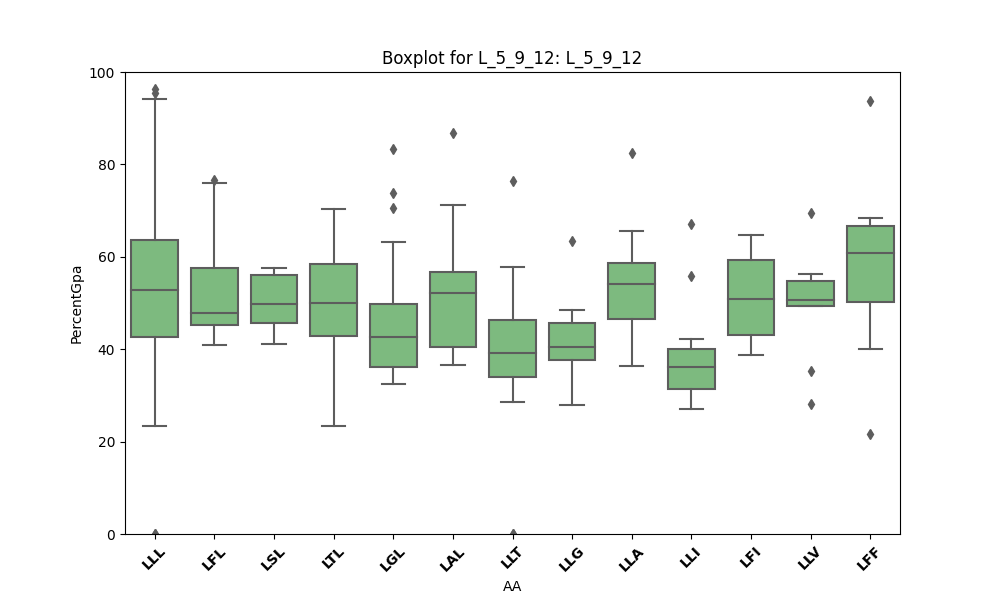 Boxplot for L_5_9_12: L_5_9_12
100
80
60
40
20
0
PercentGpa
LLL LFL LSL LTL LGL LAL LLT LLG LLA LLI LFI LLV LFF
AA